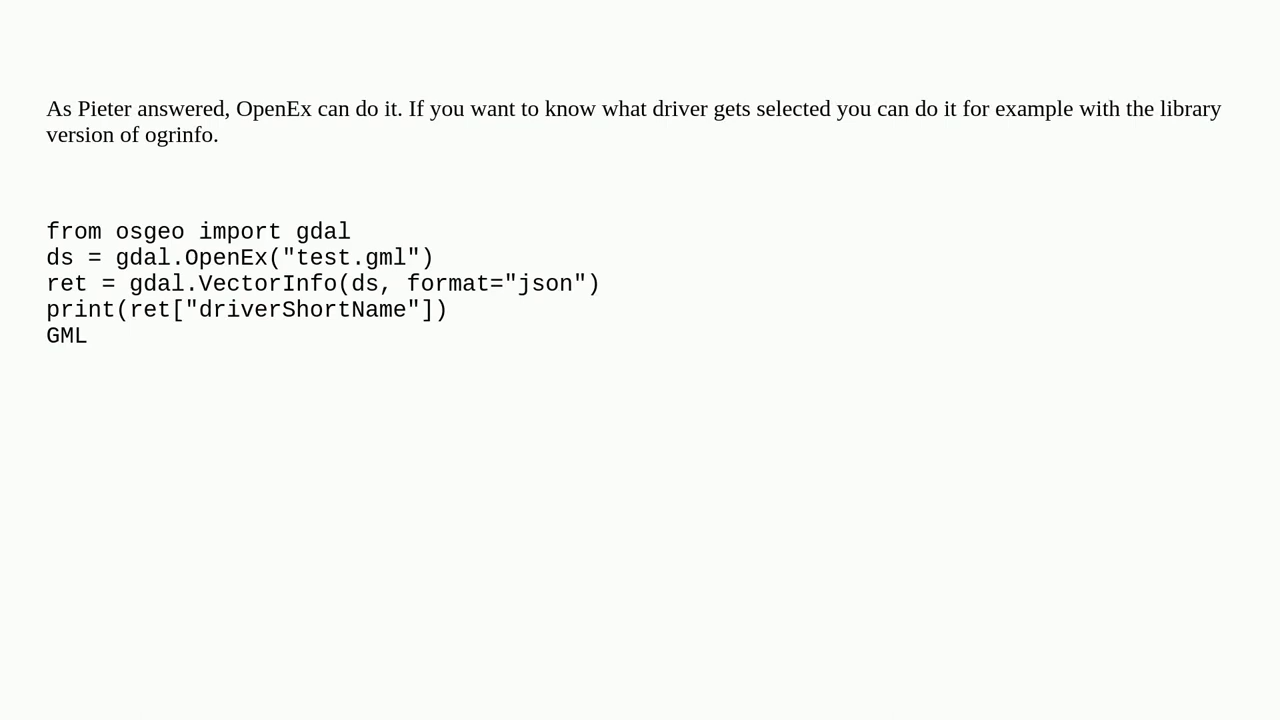 As Pieter answered, OpenEx can do it. If you want to know what driver gets selected you can do it for example with the library
version of ogrinfo.
from osgeo import gdal
ds = gdal.OpenEx("test.gml")
ret = gdal.VectorInfo(ds, format="json")
print(ret["driverShortName"])
GML